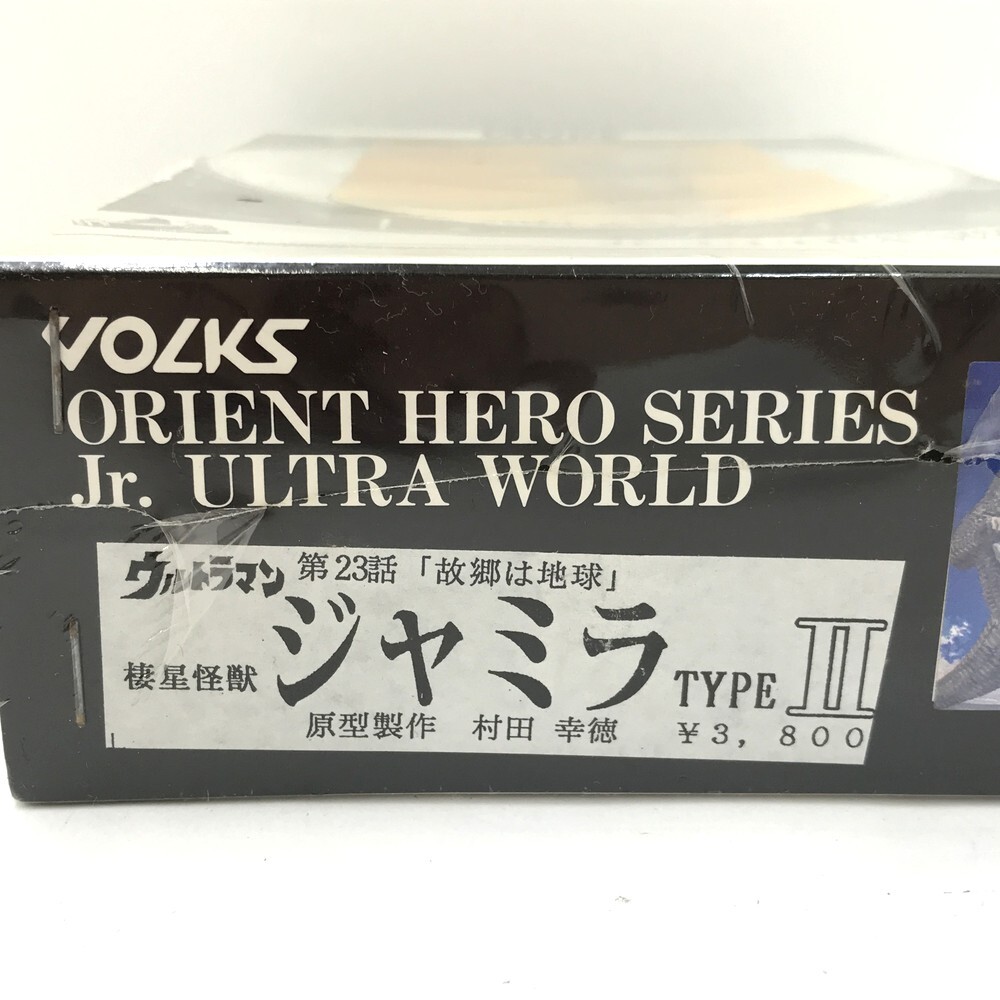 VOLKS
ORIENT HERO SERIES
Jr. ULTRA WORLD
ウルトラマン 第23話「故郷は地球」
棲星怪獣 ジャミラ TYPE II
原型製作 村田 幸徳 ¥3,800